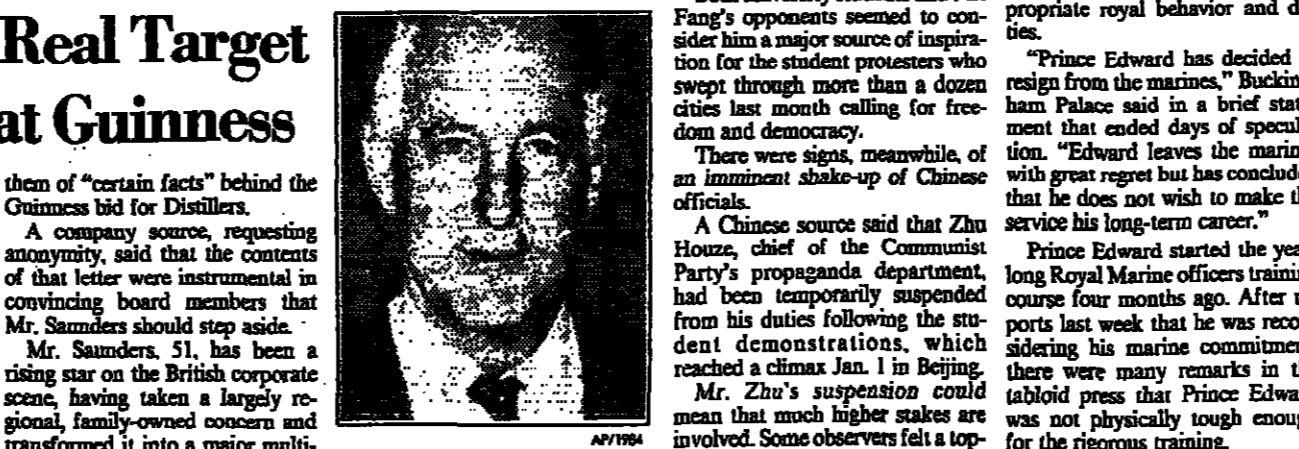 Real Target
at Guinness
them of “certain facts” behind the
Guinness bid for Distillers.
A company source, requesting
anonymity, said that the contents
of that letter were instrumental in
convincing board members that
Mr. Saunders should step aside.
Mr. Saunders, 51, has been a
rising star on the British corporate
scene, having taken a largely re-
gional, family-owned concern and
transformed it into a major multi-
AP/1984
Fang's opponents seemed to con-
sider him a major source of inspira-
tion for the student protesters who
swept through more than a dozen
cities last month calling for free-
dom and democracy.
There were signs, meanwhile, of
an imminent shake-up of Chinese
officials.
A Chinese source said that Zhu
Houze, chief of the Communist
Party's propaganda department,
had been temporarily suspended
from his duties following the stu-
dent demonstrations, which
reached a climax Jan. 1 in Beijing.
Mr. Zhu's suspension could
mean that much higher stakes are
involved. Some observers felt a top-
propriate royal behavior and d
ties.
“Prince Edward has decided
resign from the marines,” Bucking
ham Palace said in a brief stat
ment that ended days of specul
tion. “Edward leaves the marin
with great regret but has conclud
that he does not wish to make th
service his long-term career.”
Prince Edward started the yea
long Royal Marine officers trainin
course four months ago. After r
ports last week that he was recon
sidering his marine commitmen
there were many remarks in th
tabloid press that Prince Edwa
was not physically tough enoug
for the rigorous training.